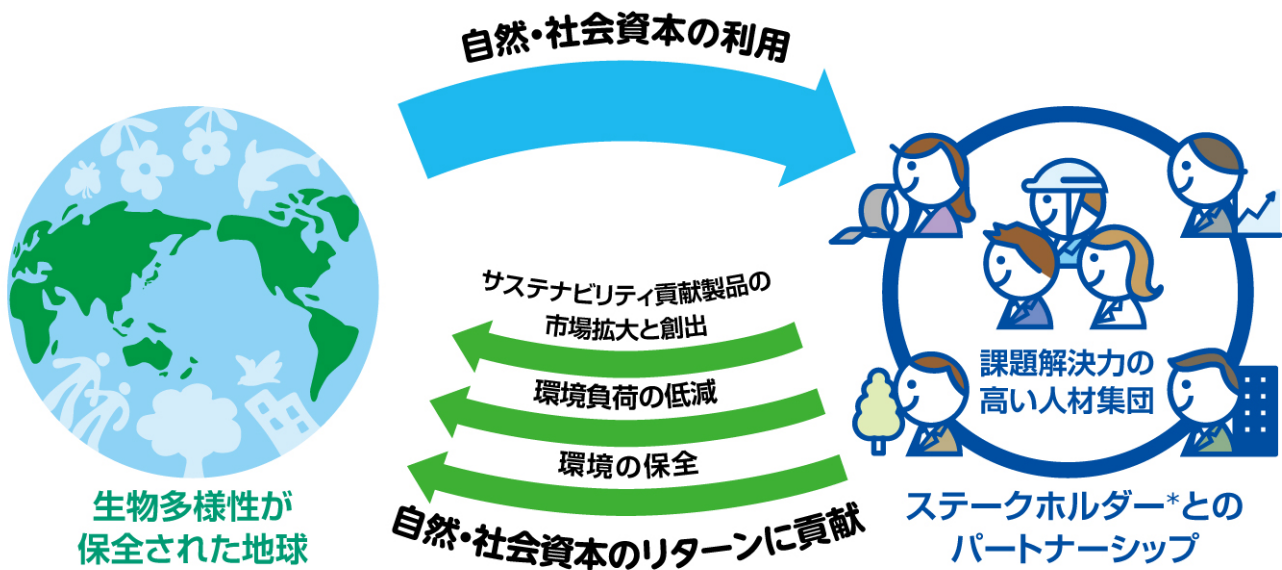 自然・社会資本の利用
サステナビリティ貢献製品の
市場拡大と創出
環境負荷の低減
環境の保全
自然・社会資本のリターンに貢献
生物多様性が
保全された地球
課題解決力の
高い人材集団
ステークホルダー*との
パートナーシップ